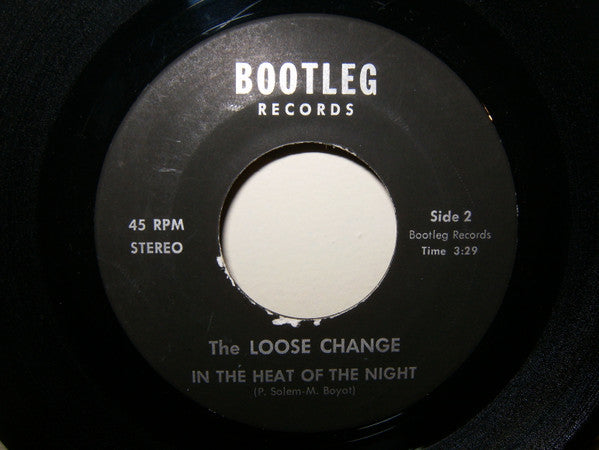 BOOTLEG
RECORDS
45 RPM
STEREO
Side 2
Bootleg Records
Time 3:29
The LOOSE CHANGE
IN THE HEAT OF THE NIGHT
(P. Solem-M. Boyat)